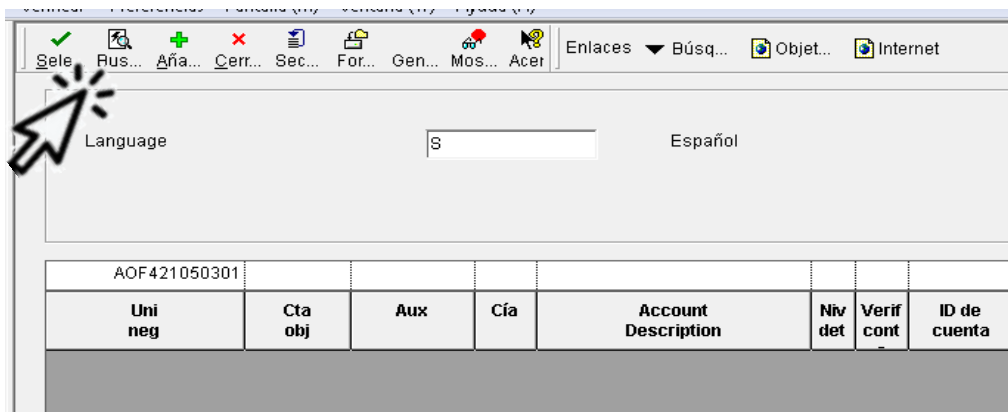 Sele Bus... Aña... Cerr... Sec... For... Gen... Mos... Acer Enlaces Búsq... Objet... Internet
Language S Español
AOF421050301
Uni neg Cta obj Aux Cía Account Description Niv det Verif cont ID de cuenta